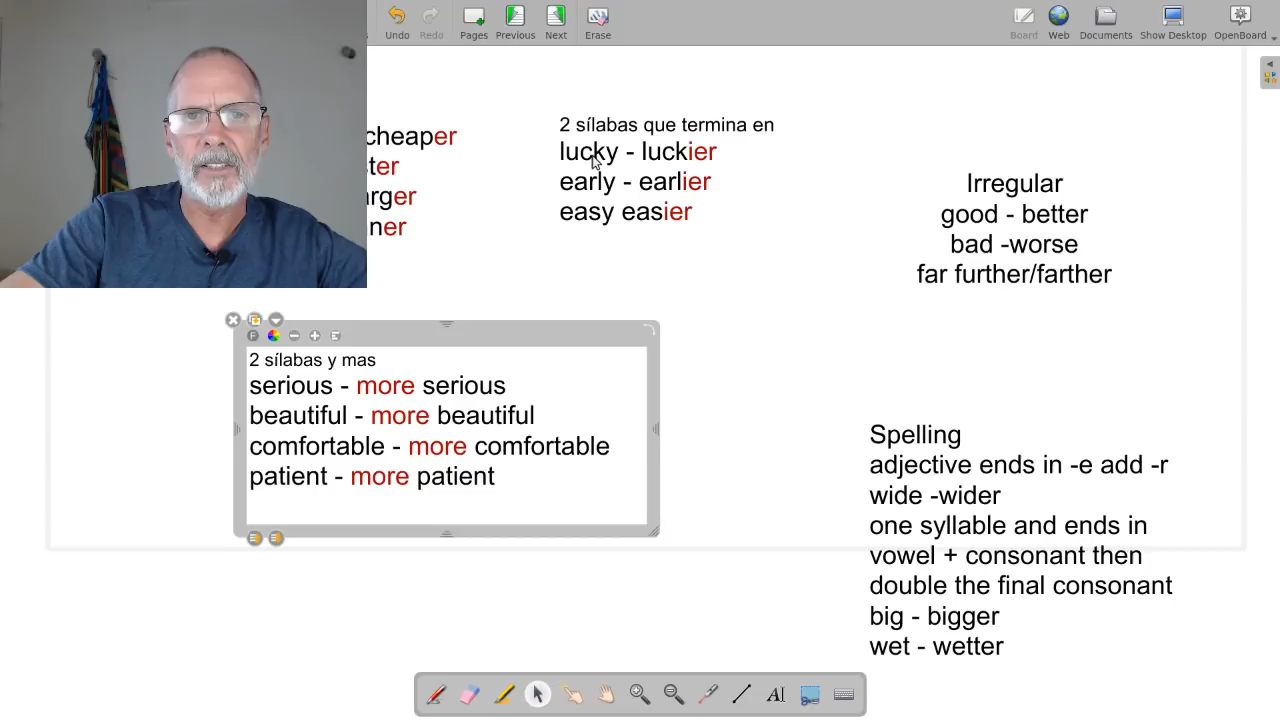 Undo
Redo
Pages
Previous
Next
Erase
Board
Web
Documents
Show Desktop
OpenBoard
cheaper
ter
rger
ner
2 sílabas que termina en
lucky - luckier
early - earlier
easy easier
Irregular
good - better
bad -worse
far further/farther
2 sílabas y mas
serious - more serious
beautiful - more beautiful
comfortable - more comfortable
patient - more patient
Spelling
adjective ends in -e add -r
wide -wider
one syllable and ends in
vowel + consonant then
double the final consonant
big - bigger
wet - wetter